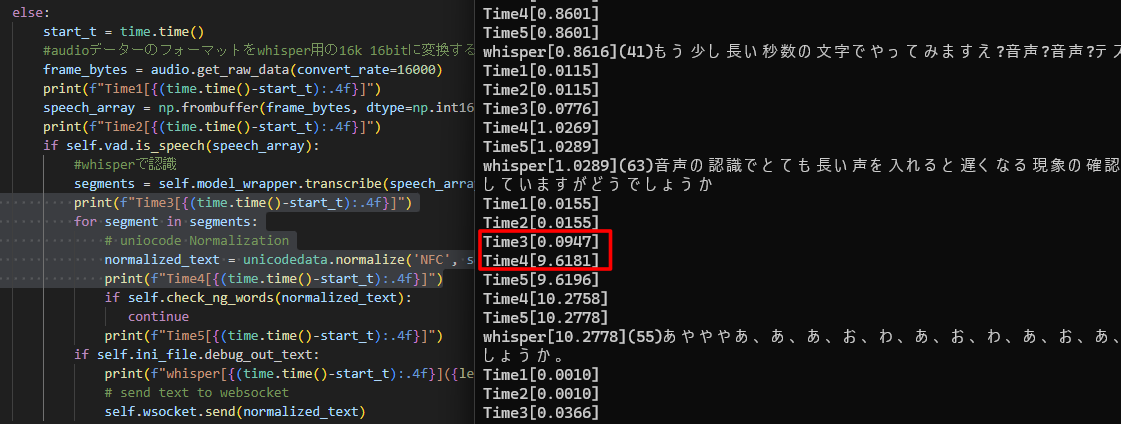 else:
start_t = time.time()
#audioデーターのフォーマットをwhisper用の16k 16bitに変換する
frame_bytes = audio.get_raw_data(convert_rate=16000)
print(f"Time1[{(time.time()-start_t):.4f}]")
speech_array = np.frombuffer(frame_bytes, dtype=np.int16
print(f"Time2[{(time.time()-start_t):.4f}]")
if self.vad.is_speech(speech_array):
#whisperで認識
segments = self.model_wrapper.transcribe(speech_arra
print(f"Time3[{(time.time()-start_t):.4f}]")
for segment in segments:
# uniocode Normalization
normalized_text = unicodedata.normalize('NFC', s
print(f"Time4[{(time.time()-start_t):.4f}]")
if self.check_ng_words(normalized_text):
continue
print(f"Time5[{(time.time()-start_t):.4f}]")
if self.ini_file.debug_out_text:
print(f"whisper[{(time.time()-start_t):.4f}]({le
# send text to websocket
self.wsocket.send(normalized_text)
Time4[0.8601]
Time5[0.8601]
whisper[0.8616](41)もう少し長い秒数の文字でやってみますえ?音声?音声?テス
Time1[0.0115]
Time2[0.0115]
Time3[0.0776]
Time4[1.0269]
Time5[1.0289]
whisper[1.0289](63)音声の認識でとても長い声を入れると遅くなる現象の確認
していますがどうでしょうか
Time1[0.0155]
Time2[0.0155]
Time3[0.0947]
Time4[9.6181]
Time5[9.6196]
Time4[10.2758]
Time5[10.2778]
whisper[10.2778](55)あややややあ、あ、あ、お、わ、あ、お、わ、あ、お、あ、
しょうか。
Time1[0.0010]
Time2[0.0010]
Time3[0.0366]